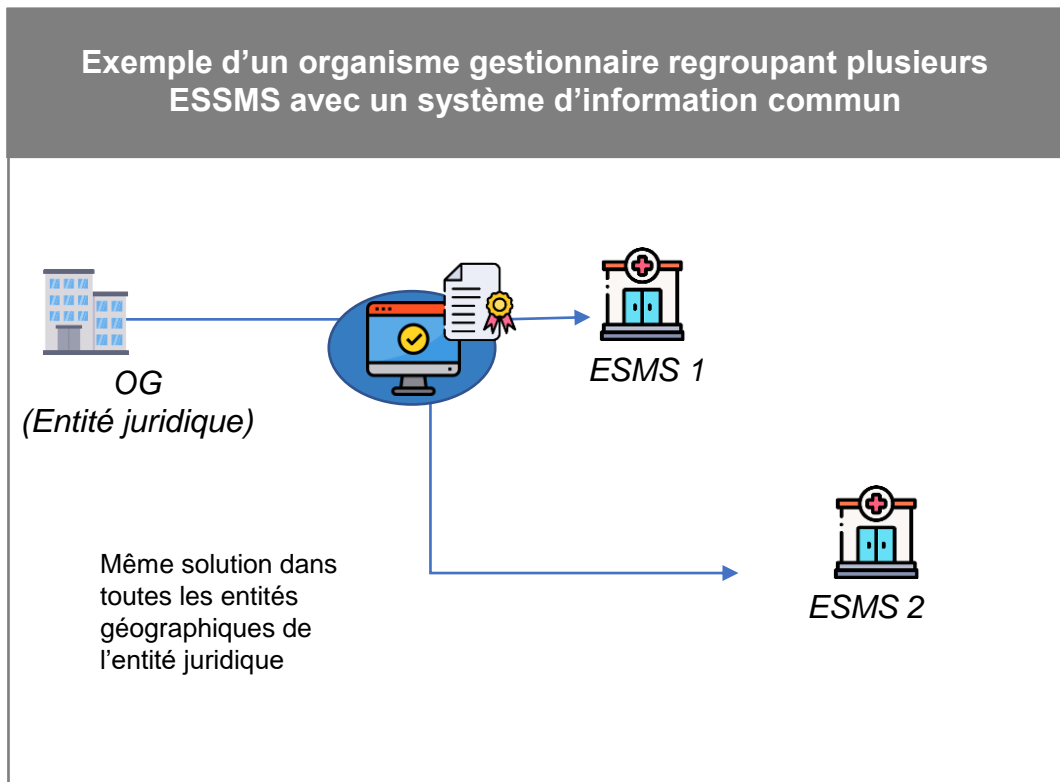 Exemple d’un organisme gestionnaire regroupant plusieurs
ESSMS avec un système d’information commun
ESMS 1
OG
(Entité juridique)
Même solution dans
toutes les entités
géographiques de
l’entité juridique
ESMS 2